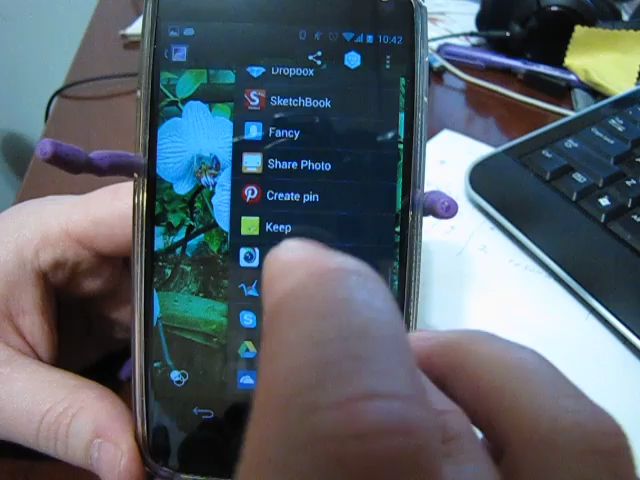 10:42
Dropbox
SketchBook
Fancy
Share Photo
Create pin
Keep